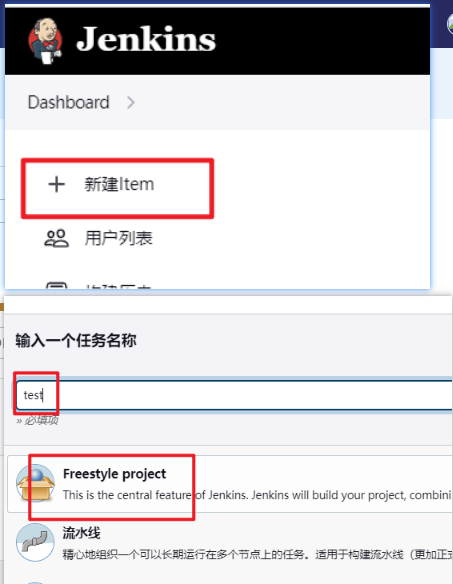 Jenkins
Dashboard
新建Item
用户列表
输入一个任务名称
test
» 必填项
Freestyle project
This is the central feature of Jenkins. Jenkins will build your project, combini
流水线
精心地组织一个可以长期运行在多个节点上的任务。适用于构建流水线（更加正式